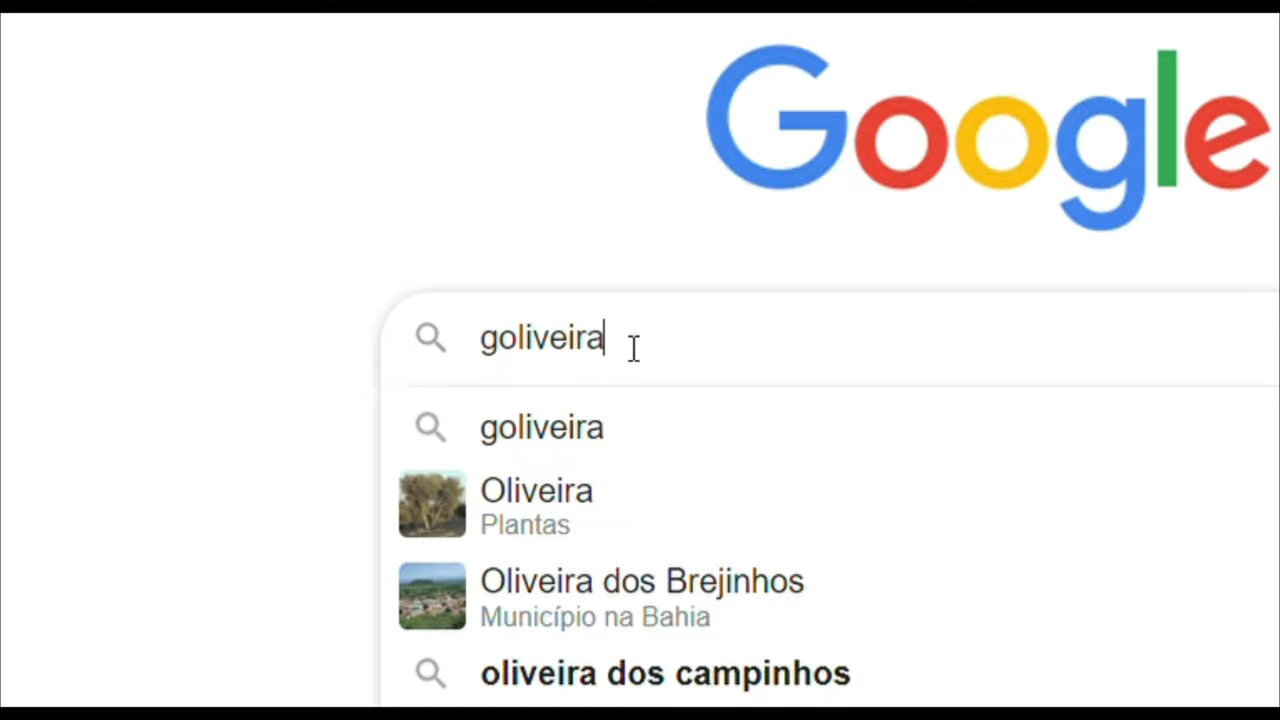 Google
goliveira
goliveira
Oliveira
Plantas
Oliveira dos Brejinhos
Município na Bahia
oliveira dos campinhos